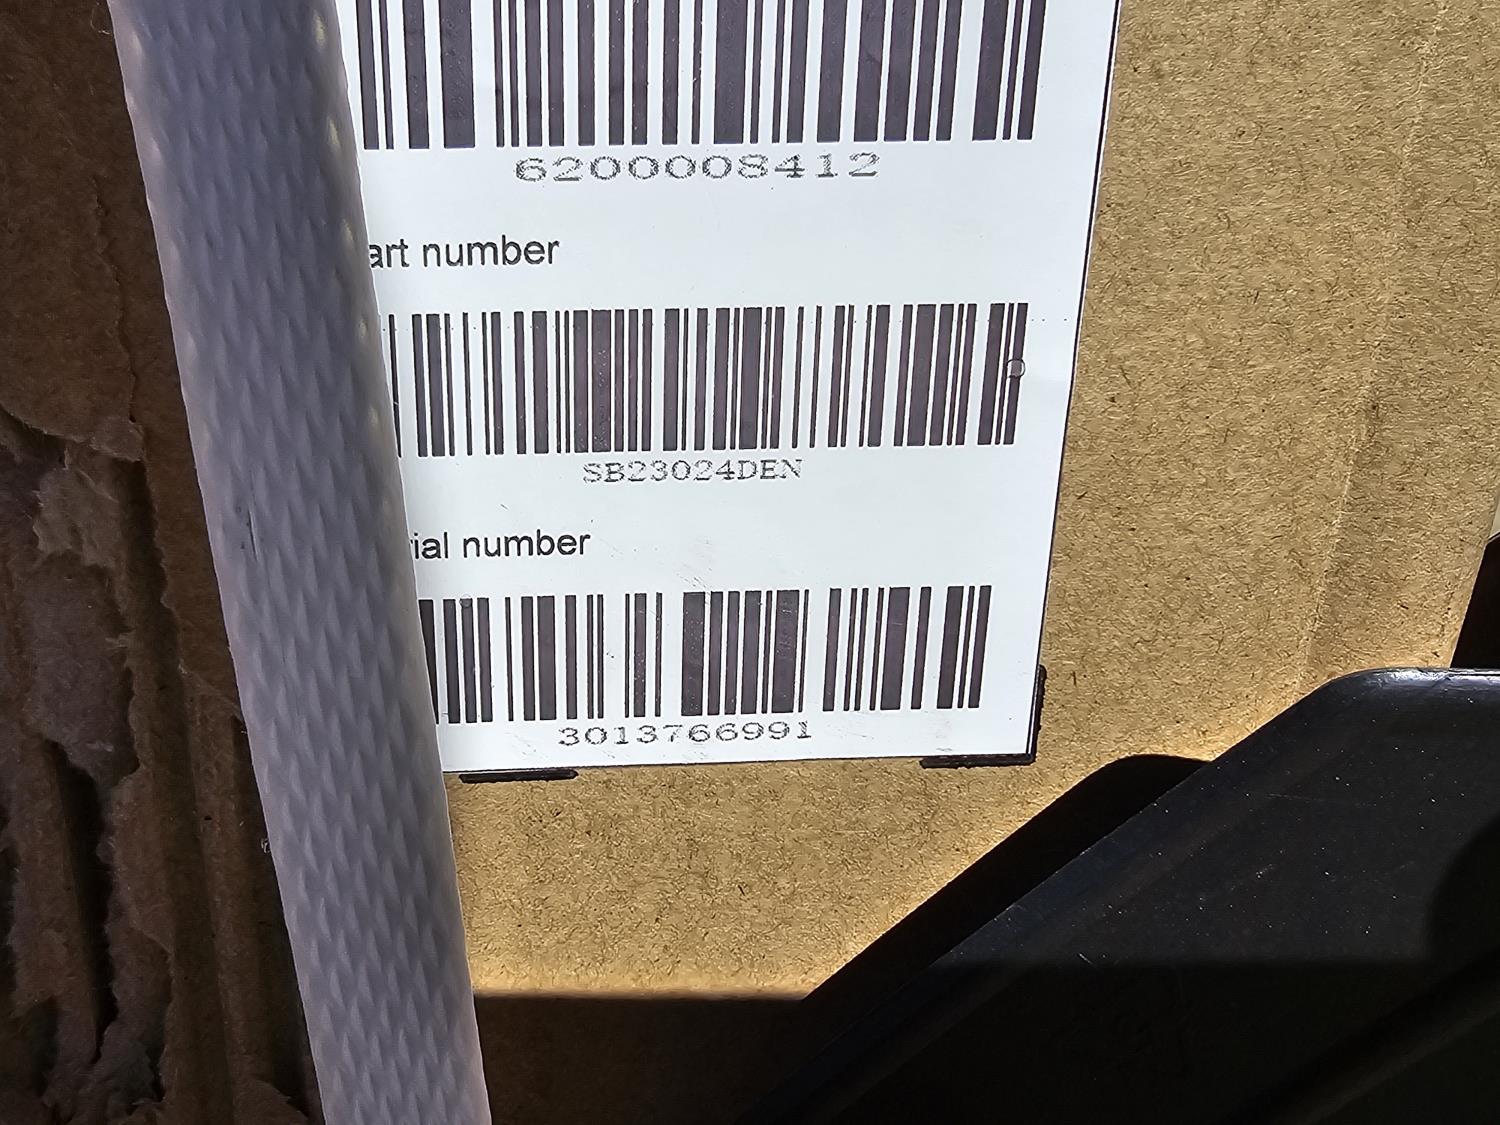 6200008412
art number
SB23024DEN
rial number
3013766991